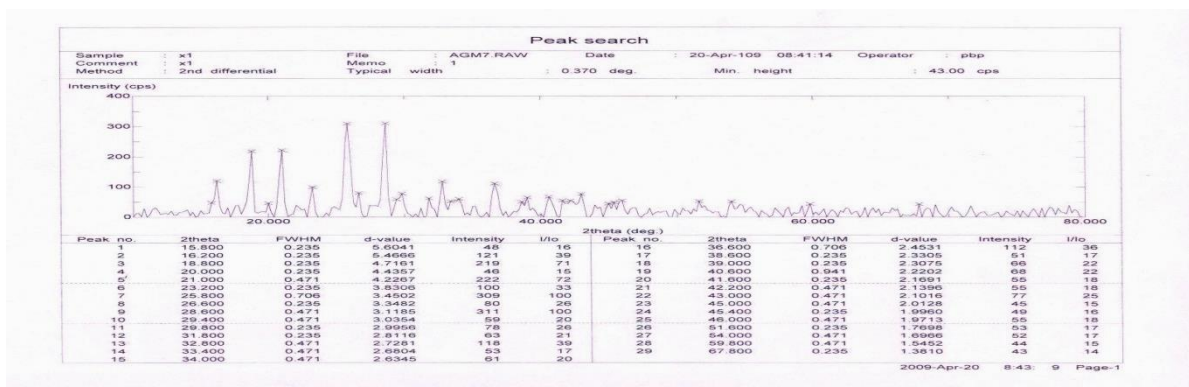 Peak search
Sample : x1 File : AGM7.RAW Date : 20-Apr-109 08:41:14 Operator : pbp
Comment : x1 Memo : 1
Method : 2nd differential Typical width : 0.370 deg. Min. height : 43.00 cps
Intensity (cps)
400
300
200
100
0
20.000 40.000 60.000 80.000
2theta (deg.)
Peak no. 2theta FWHM d-value Intensity I/Io Peak no. 2theta FWHM d-value Intensity I/Io
1 15.800 0.235 5.6041 48 16 16 36.600 0.706 2.4531 112 36
2 16.200 0.235 5.4666 121 39 17 38.600 0.235 2.3305 51 17
3 18.800 0.235 4.7161 219 71 18 39.000 0.235 2.3075 66 22
4 20.000 0.235 4.4357 46 15 19 40.600 0.941 2.2202 68 22
5 21.000 0.471 4.2267 222 72 20 41.600 0.235 2.1691 55 18
6 23.200 0.235 3.8306 100 33 21 42.200 0.471 2.1396 55 18
7 25.800 0.706 3.4502 309 100 22 43.000 0.471 2.1016 77 25
8 26.600 0.235 3.3482 80 26 23 45.000 0.471 2.0128 45 15
9 28.600 0.471 3.1185 311 100 24 45.400 0.235 1.9960 49 16
10 29.400 0.471 3.0354 59 20 25 46.000 0.471 1.9713 55 18
11 29.800 0.235 2.9956 78 26 26 51.600 0.235 1.7698 53 17
12 31.800 0.235 2.8116 63 21 27 54.000 0.471 1.6966 52 17
13 32.800 0.471 2.7281 118 39 28 59.800 0.471 1.5452 44 15
14 33.400 0.471 2.6804 53 17 29 67.800 0.235 1.3810 43 14
15 34.000 0.471 2.6345 61 20
2009-Apr-20 8:43: 9 Page-1